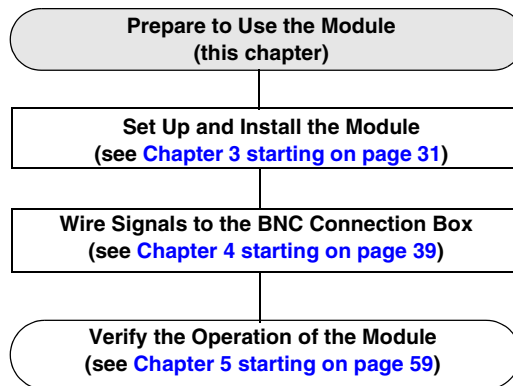 Prepare to Use the Module
(this chapter)
Set Up and Install the Module
(see Chapter 3 starting on page 31)
Wire Signals to the BNC Connection Box
(see Chapter 4 starting on page 39)
Verify the Operation of the Module
(see Chapter 5 starting on page 59)